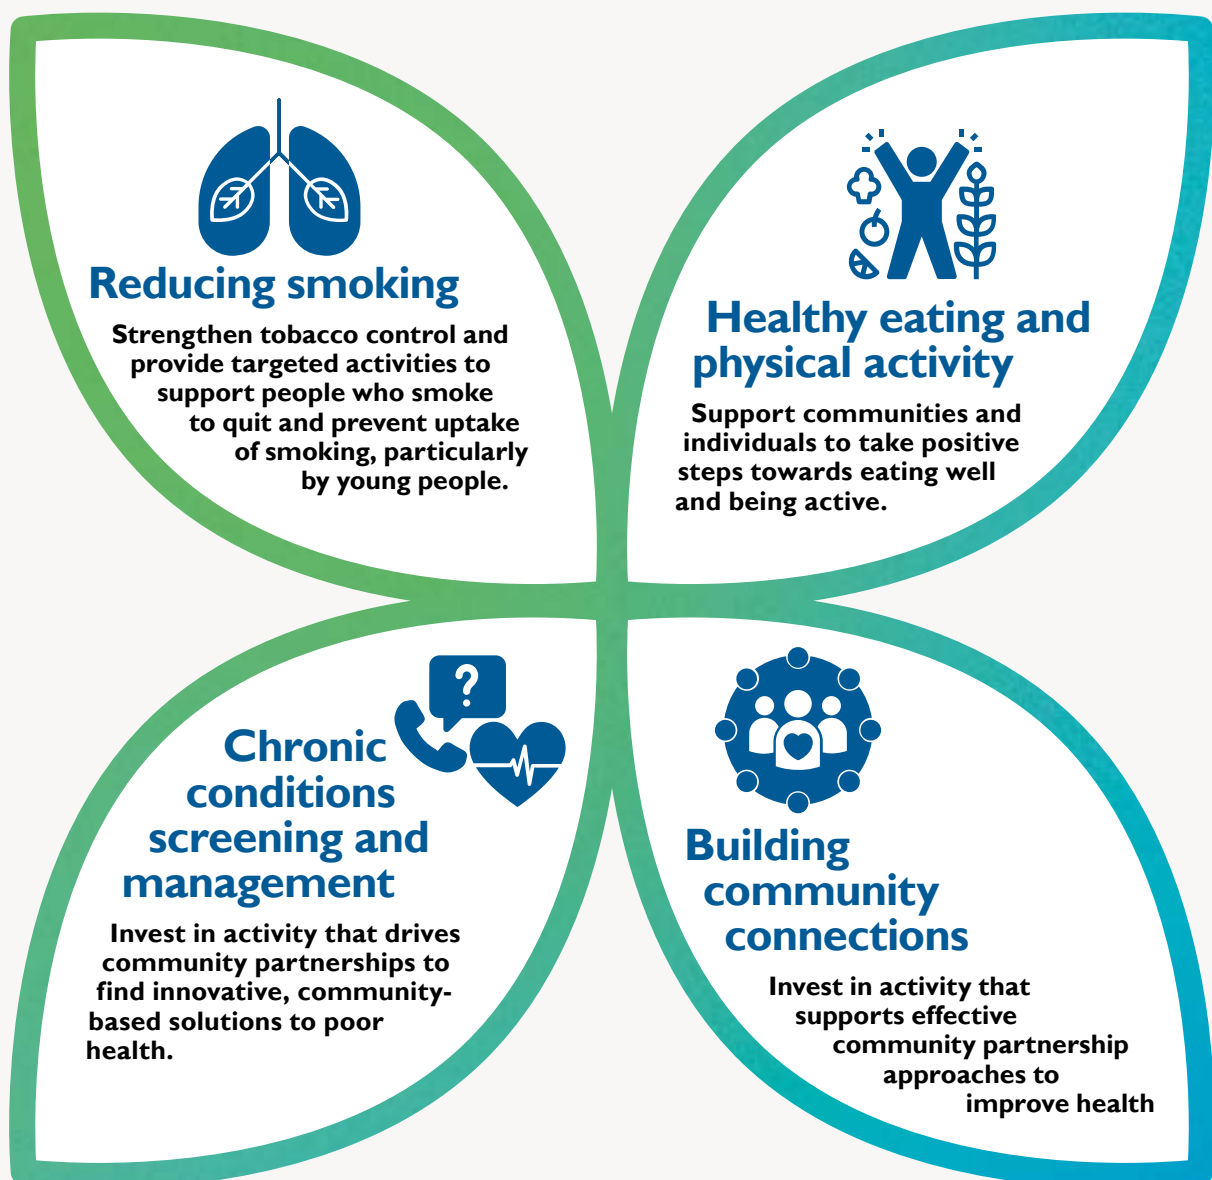 Reducing smoking
Strengthen tobacco control and
provide targeted activities to
support people who smoke
to quit and prevent uptake
of smoking, particularly
by young people.
Healthy eating and
physical activity
Support communities and
individuals to take positive
steps towards eating well
and being active.
?
Chronic
conditions
screening and
management
Invest in activity that drives
community partnerships to
find innovative, community-
based solutions to poor
health.
Building
community
connections
Invest in activity that
supports effective
community partnership
approaches to
improve health